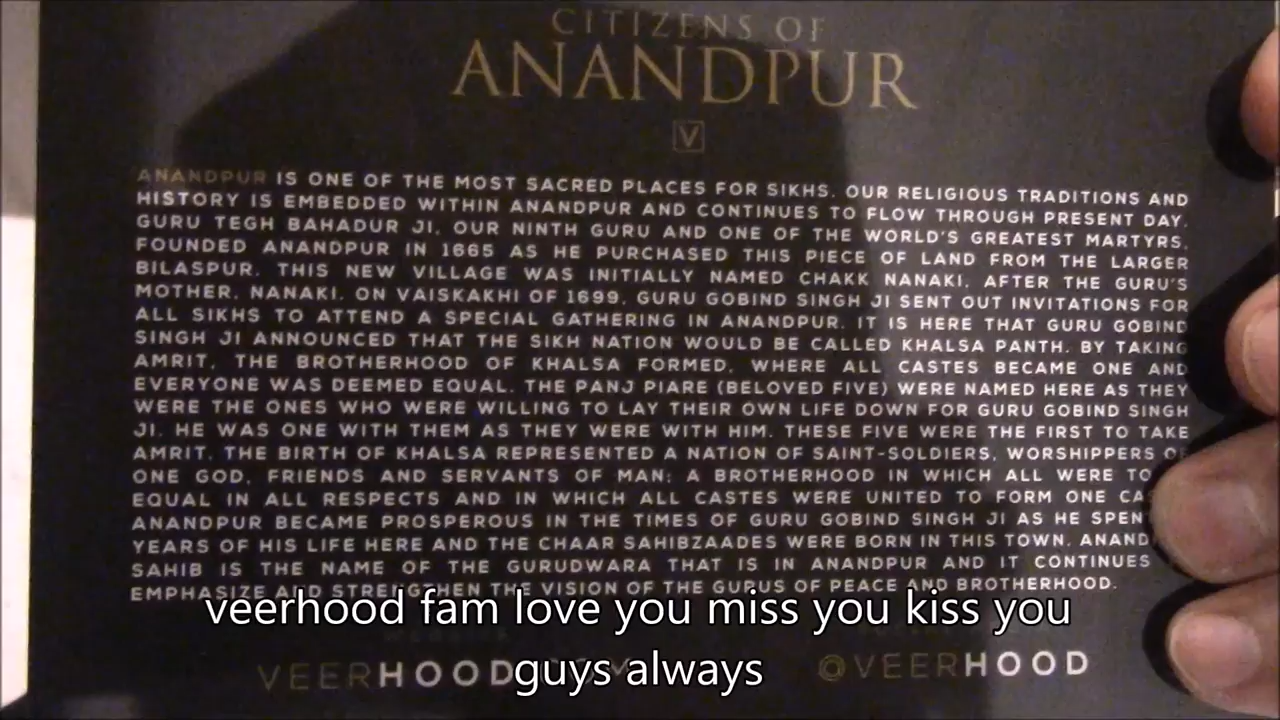 CITIZENS OF
ANANDPUR
V
ANANDPUR IS ONE OF THE MOST SACRED PLACES FOR SIKHS. OUR RELIGIOUS TRADITIONS AND
HISTORY IS EMBEDDED WITHIN ANANDPUR AND CONTINUES TO FLOW THROUGH PRESENT DAY.
GURU TEGH BAHADUR JI, OUR NINTH GURU AND ONE OF THE WORLD'S GREATEST MARTYRS,
FOUNDED ANANDPUR IN 1665 AS HE PURCHASED THIS PIECE OF LAND FROM THE LARGER
BILASPUR. THIS NEW VILLAGE WAS INITIALLY NAMED CHAKK NANAKI, AFTER THE GURU'S
MOTHER, NANAKI. ON VAISKAKHI OF 1699, GURU GOBIND SINGH JI SENT OUT INVITATIONS FOR
ALL SIKHS TO ATTEND A SPECIAL GATHERING IN ANANDPUR. IT IS HERE THAT GURU GOBIND
SINGH JI ANNOUNCED THAT THE SIKH NATION WOULD BE CALLED KHALSA PANTH. BY TAKING
AMRIT, THE BROTHERHOOD OF KHALSA FORMED, WHERE ALL CASTES BECAME ONE AND
EVERYONE WAS DEEMED EQUAL. THE PANJ PIARE (BELOVED FIVE) WERE NAMED HERE AS THEY
WERE THE ONES WHO WERE WILLING TO LAY THEIR OWN LIFE DOWN FOR GURU GOBIND SINGH
JI. HE WAS ONE WITH THEM AS THEY WERE WITH HIM. THESE FIVE WERE THE FIRST TO TAKE
AMRIT. THE BIRTH OF KHALSA REPRESENTED A NATION OF SAINT-SOLDIERS, WORSHIPPERS OF
ONE GOD, FRIENDS AND SERVANTS OF MAN; A BROTHERHOOD IN WHICH ALL WERE TO
EQUAL IN ALL RESPECTS AND IN WHICH ALL CASTES WERE UNITED TO FORM ONE
ANANDPUR BECAME PROSPEROUS IN THE TIMES OF GURU GOBIND SINGH JI AS HE
YEARS OF HIS LIFE HERE AND THE CHAAR SAHIBZAADES WERE BORN IN THIS TOWN.
SAHIB IS THE NAME OF THE GURUDWARA THAT IS IN ANANDPUR AND IT CONTINUES
EMPHASIZE AND STRENGTHEN THE VISION OF THE GURUS OF PEACE AND BROTHERHOOD.
veerhood fam love you miss you kiss you
guys always
VEERHOOD
@VEERHOOD